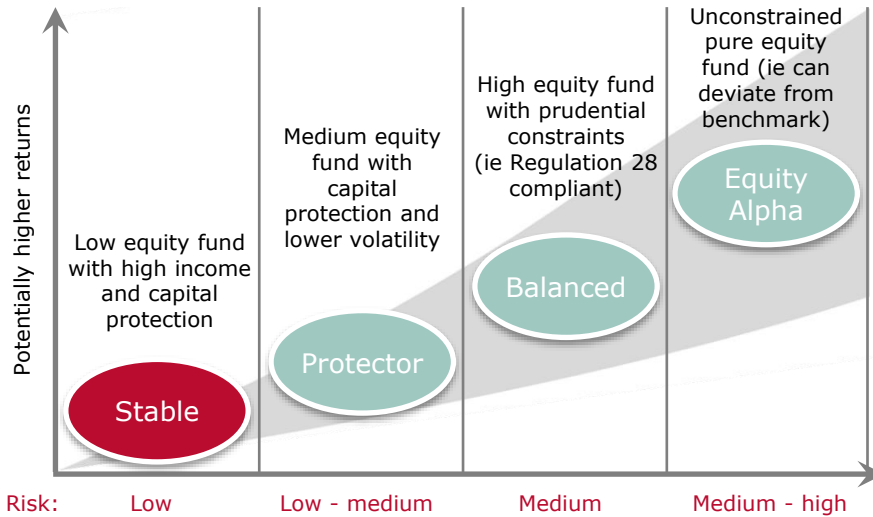 Potentially higher returns
Low equity fund
with high income
and capital
protection
Stable
Medium equity
fund with
capital
protection and
lower volatility
Protector
High equity fund
with prudential
constraints
(ie Regulation 28
compliant)
Balanced
Unconstrained
pure equity
fund (ie can
deviate from
benchmark)
Equity
Alpha
Risk: Low Low - medium Medium Medium - high